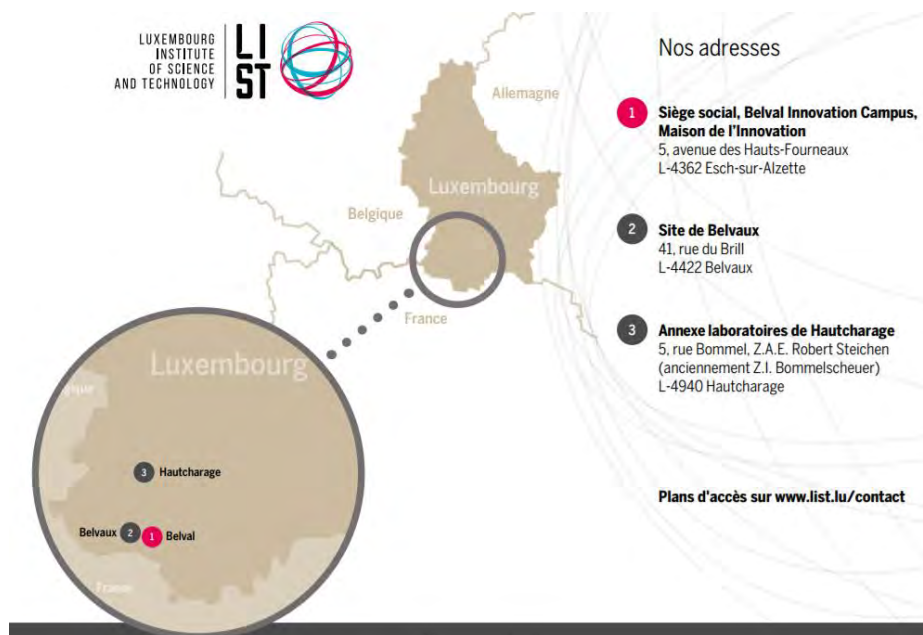 LUXEMBOURG
INSTITUTE
OF SCIENCE
AND TECHNOLOGY
LI
ST
Nos adresses
Allemagne
Luxembourg
Belgique
France
1 Siège social, Belval Innovation Campus,
Maison de l'Innovation
5, avenue des Hauts-Fourneaux
L-4362 Esch-sur-Alzette
2 Site de Belvaux
41, rue du Brill
L-4422 Belvaux
3 Annexe laboratoires de Hautcharage
5, rue Bommel, Z.A.E. Robert Steichen
(anciennement Z.I. Bommelscheuer)
L-4940 Hautcharage
Plans d'accès sur www.list.lu/contact
Luxembourg
3 Hautcharage
Belvaux 2
1 Belval
France